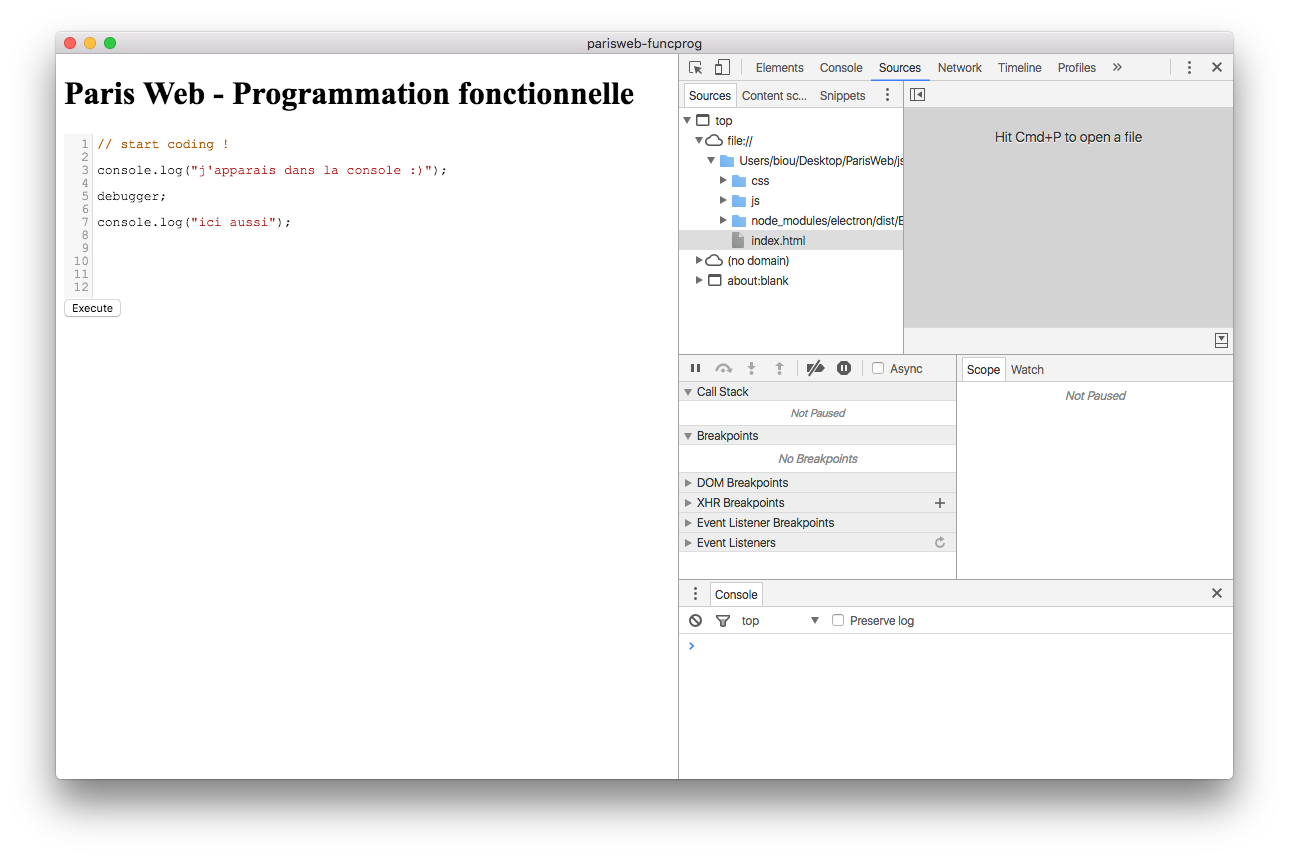 parisweb-funcprog
Paris Web - Programmation fonctionnelle
1 // start coding !
2
3 console.log("j'apparais dans la console :)");
4
5 debugger;
6
7 console.log("ici aussi");
8
9
10
11
12
Execute
Elements Console Sources Network Timeline Profiles »
Sources Content sc... Snippets
top
file://
Users/biou/Desktop/ParisWeb/js
css
js
node_modules/electron/dist/E
index.html
(no domain)
about:blank
Hit Cmd+P to open a file
Async
Call Stack
Not Paused
Breakpoints
No Breakpoints
DOM Breakpoints
XHR Breakpoints
Event Listener Breakpoints
Event Listeners
Scope Watch
Not Paused
Console
top Preserve log